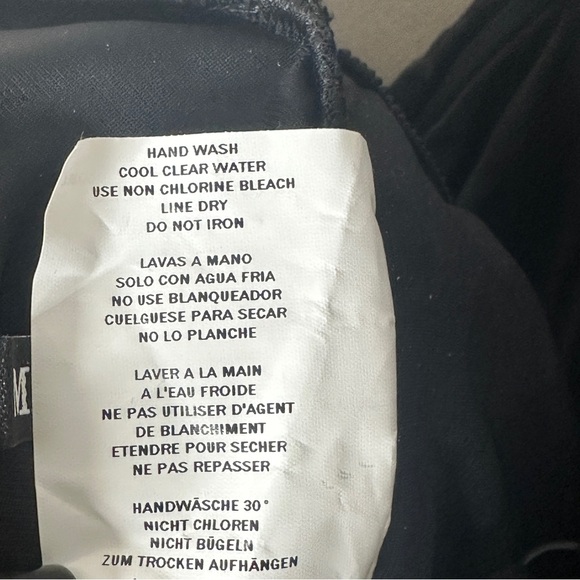 HAND WASH
COOL CLEAR WATER
USE NON CHLORINE BLEACH
LINE DRY
DO NOT IRON
LAVAS A MANO
SOLO CON AGUA FRIA
NO USE BLANQUEADOR
CUELGUESE PARA SECAR
NO LO PLANCHE
LAVER A LA MAIN
A L'EAU FROIDE
NE PAS UTILISER D'AGENT
DE BLANCHIMENT
ETENDRE POUR SECHER
NE PAS REPASSER
HANDWÄSCHE 30°
NICHT CHLOREN
NICHT BÜGELN
ZUM TROCKEN AUFHÄNGEN